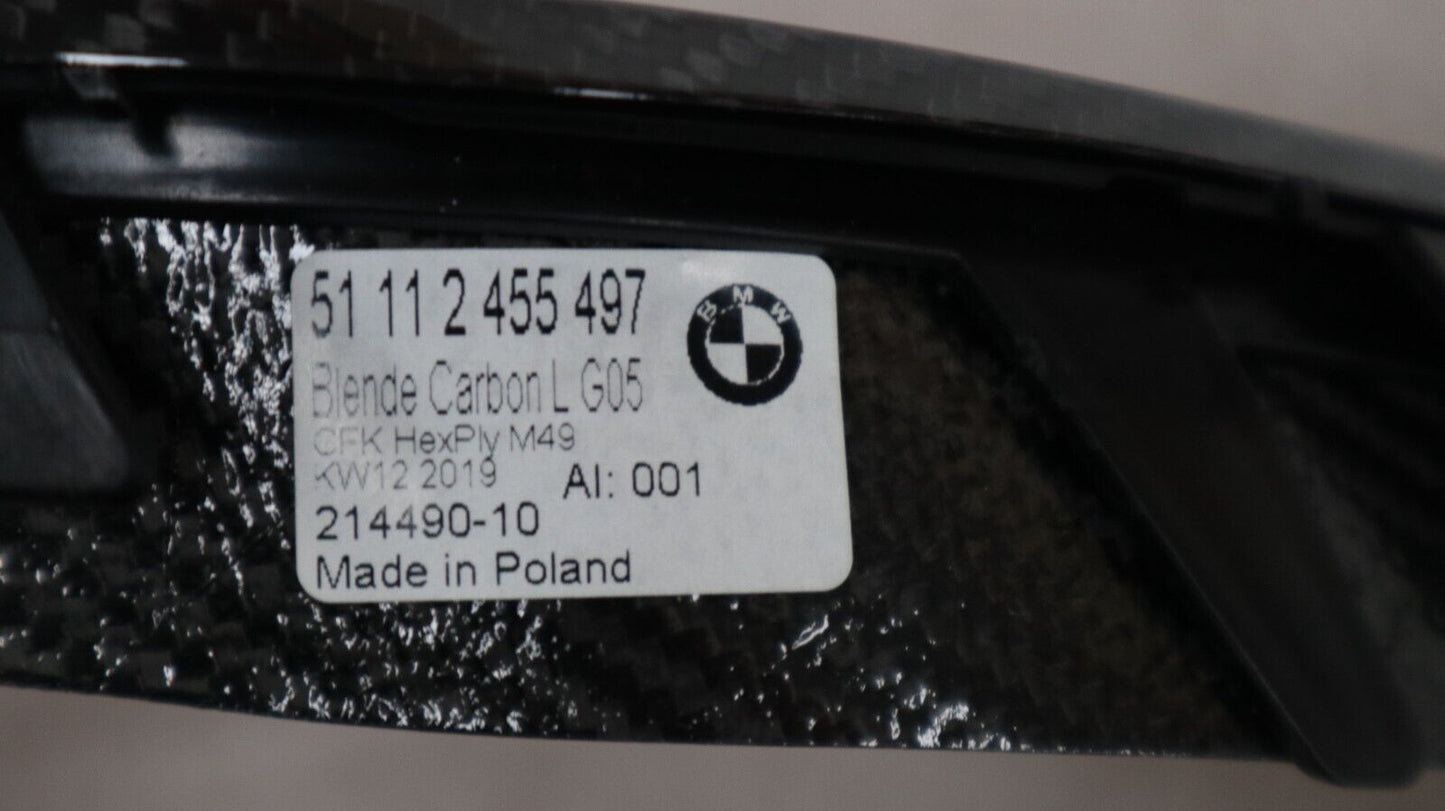 51 11 2 455 497
BMW
Blende Carbon L G05
CFK HexPly M49
KW12 2019 AI: 001
214490-10
Made in Poland